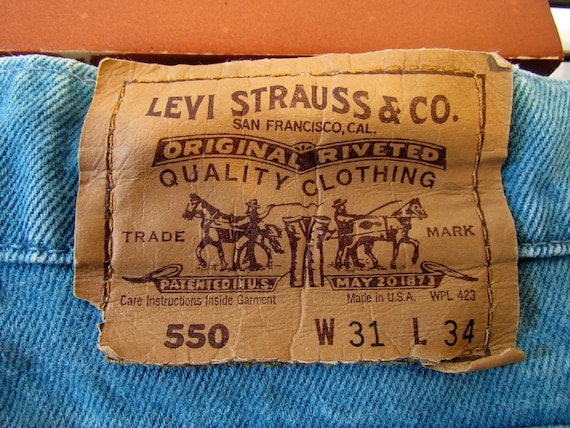 LEVI STRAUSS & CO.
SAN FRANCISCO, CAL.
ORIGINAL RIVETED
QUALITY CLOTHING
TRADE MARK
PATENTED IN U.S. MAY 20 1873
Care Instructions Inside Garment Made in U.S.A. WPL 423
550 W 31 L 34